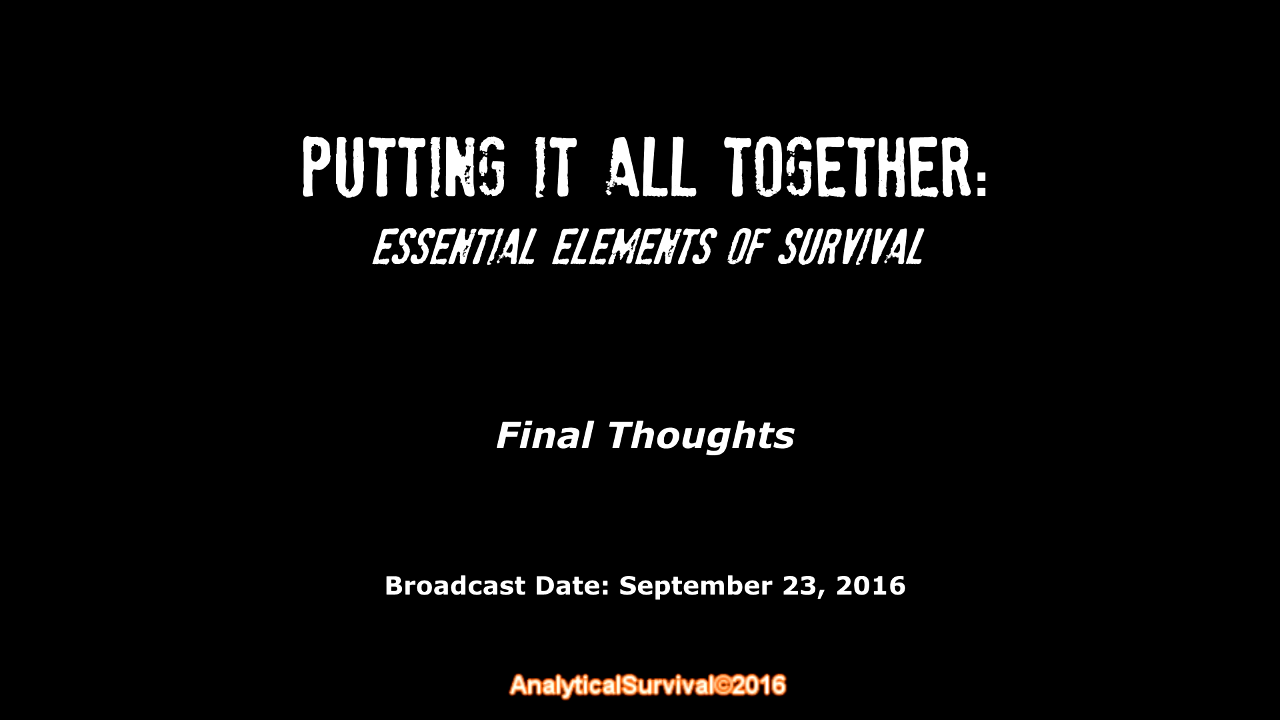 PUTTING IT ALL TOGETHER:
ESSENTIAL ELEMENTS OF SURVIVAL
Final Thoughts
Broadcast Date: September 23, 2016
AnalyticalSurvival©2016